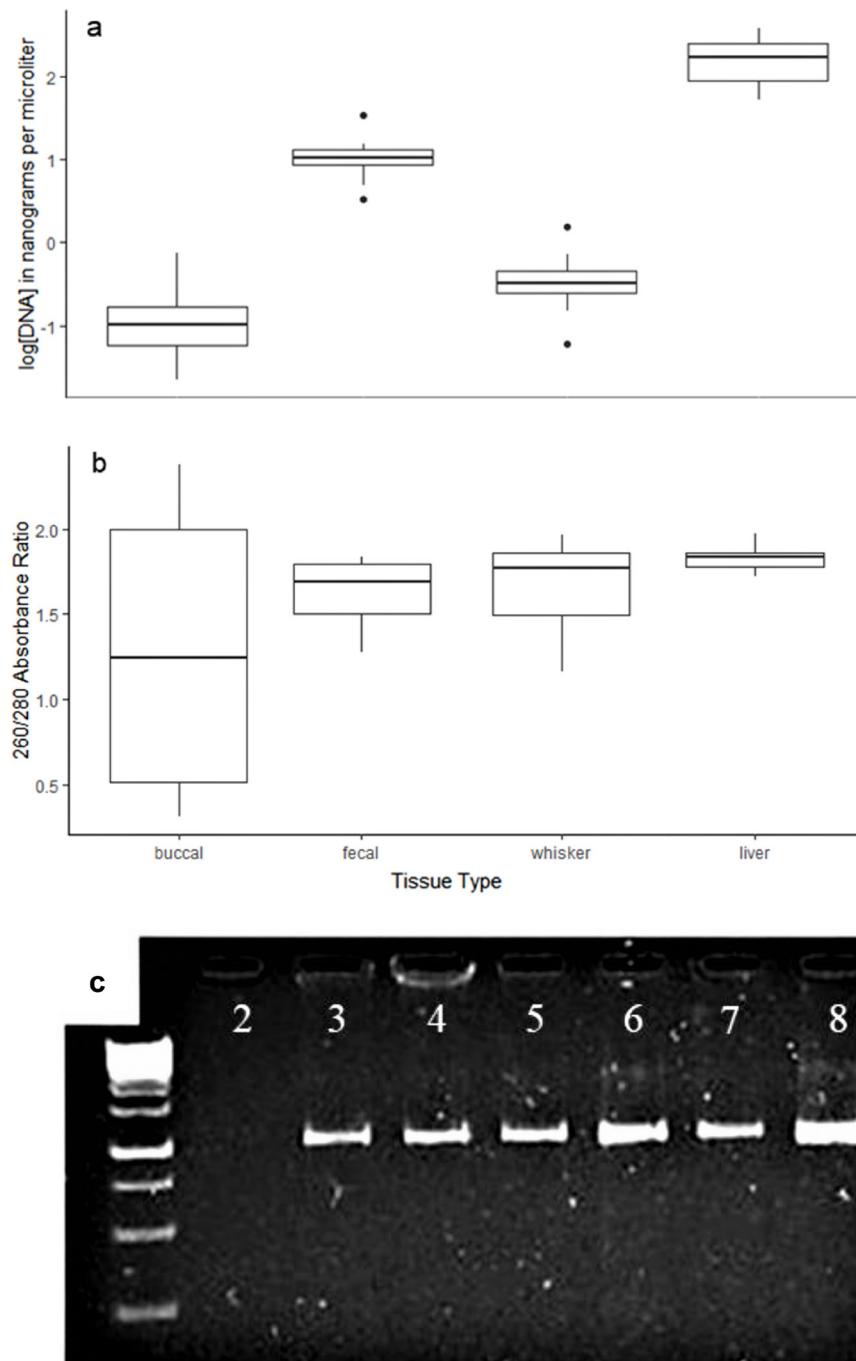 a
log[DNA] in nanograms per microliter
2
1
0
-1
b
260/280 Absorbance Ratio
2.0
1.5
1.0
0.5
buccal fecal whisker liver
Tissue Type
c
2 3 4 5 6 7 8